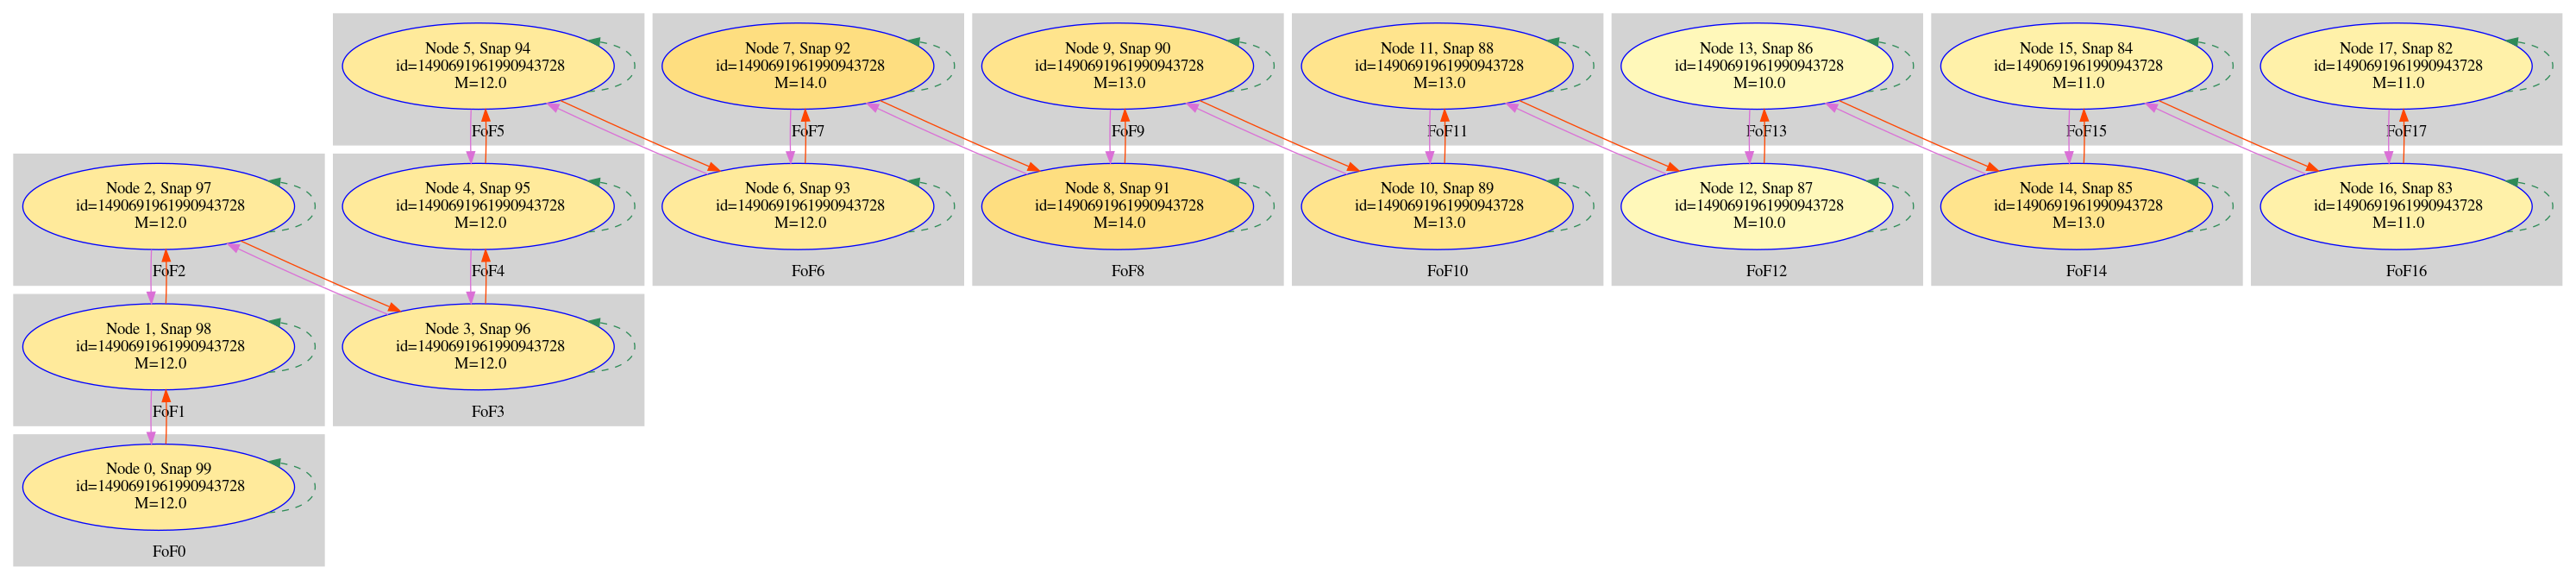 Node 5, Snap 94
id=1490691961990943728
M=12.0
FoF5
Node 7, Snap 92
id=1490691961990943728
M=14.0
FoF7
Node 9, Snap 90
id=1490691961990943728
M=13.0
FoF9
Node 11, Snap 88
id=1490691961990943728
M=13.0
FoF11
Node 13, Snap 86
id=1490691961990943728
M=10.0
FoF13
Node 15, Snap 84
id=1490691961990943728
M=11.0
FoF15
Node 17, Snap 82
id=1490691961990943728
M=11.0
FoF17
Node 2, Snap 97
id=1490691961990943728
M=12.0
FoF2
Node 4, Snap 95
id=1490691961990943728
M=12.0
FoF4
Node 6, Snap 93
id=1490691961990943728
M=12.0
FoF6
Node 8, Snap 91
id=1490691961990943728
M=14.0
FoF8
Node 10, Snap 89
id=1490691961990943728
M=13.0
FoF10
Node 12, Snap 87
id=1490691961990943728
M=10.0
FoF12
Node 14, Snap 85
id=1490691961990943728
M=13.0
FoF14
Node 16, Snap 83
id=1490691961990943728
M=11.0
FoF16
Node 1, Snap 98
id=1490691961990943728
M=12.0
FoF1
Node 3, Snap 96
id=1490691961990943728
M=12.0
FoF3
Node 0, Snap 99
id=1490691961990943728
M=12.0
FoF0